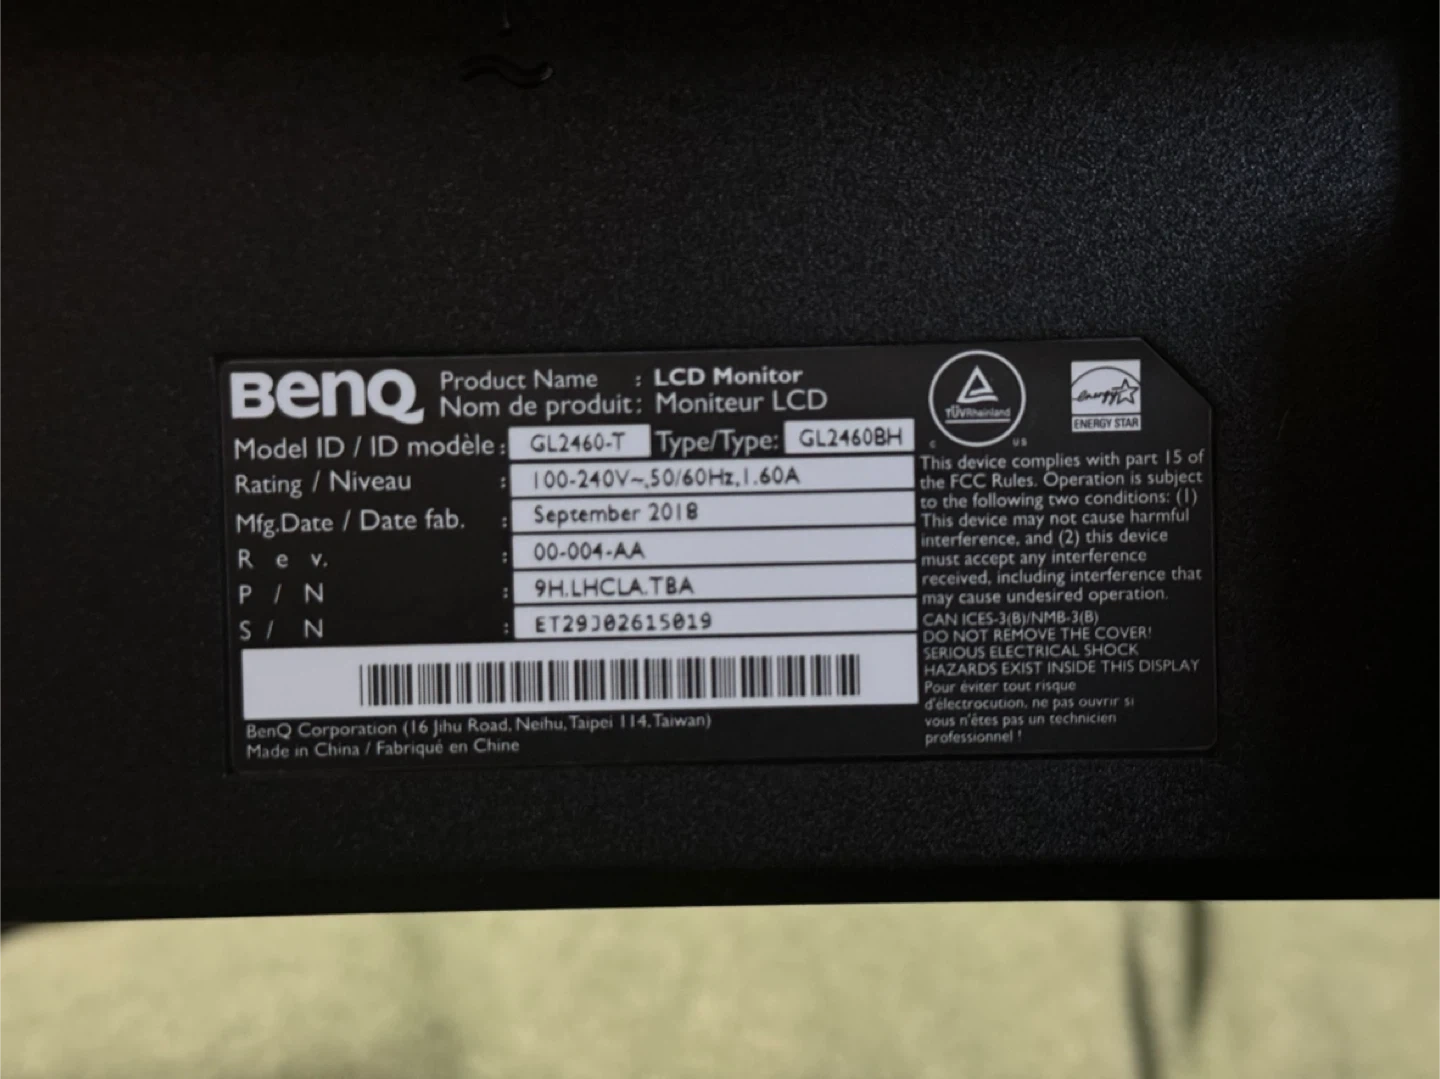 BenQ
Product Name : LCD Monitor
Nom de produit: Moniteur LCD
Model ID / ID modèle: GL2460-T Type/Type: GL2460BH
Rating / Niveau : 100-240V~,50/60Hz,1.60A
Mfg.Date / Date fab. : September 2018
R e v. : 00-004-AA
P / N : 9H.LHCLA.TBA
S / N : ET29J02615019
BenQ Corporation (16 Jihu Road, Neihu, Taipei 114, Taiwan)
Made in China / Fabriqué en Chine
TÜVRheinland
C US
energy
ENERGY STAR
This device complies with part 15 of
the FCC Rules. Operation is subject
to the following two conditions: (1)
This device may not cause harmful
interference, and (2) this device
must accept any interference
received, including interference that
may cause undesired operation.
CAN ICES-3(B)/NMB-3(B)
DO NOT REMOVE THE COVER!
SERIOUS ELECTRICAL SHOCK
HAZARDS EXIST INSIDE THIS DISPLAY
Pour éviter tout risque
d'électrocution, ne pas ouvrir si
vous n'êtes pas un technicien
professionnel !